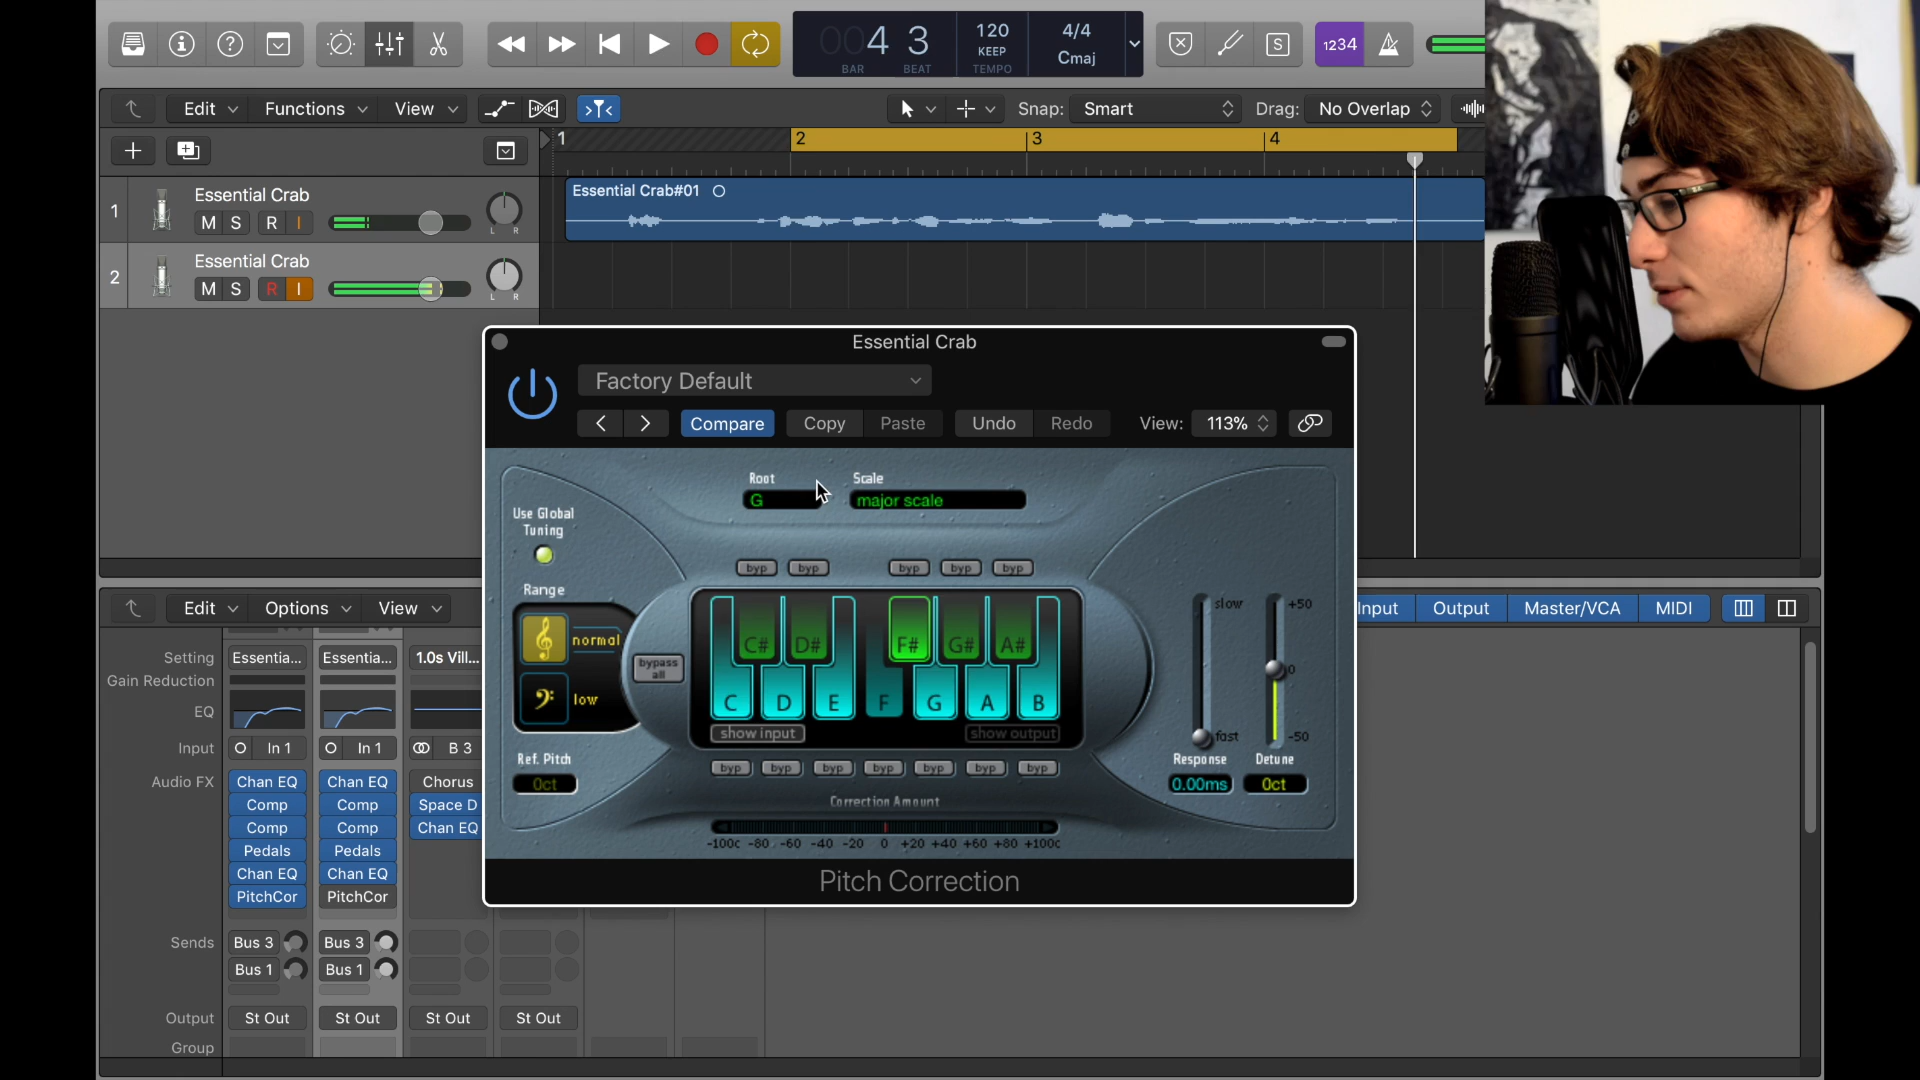 004 3
BAR BEAT
120
KEEP
TEMPO
4/4
Cmaj
S
1234
Edit Functions View
Snap: Smart
Drag: No Overlap
1 2 3 4
1 Essential Crab
M S R I
L R
Essential Crab#01
2 Essential Crab
M S R I
L R
Essential Crab
Factory Default
Compare Copy Paste Undo Redo View: 113%
Root Scale
G major scale
Use Global
Tuning
byp byp byp byp byp
Range
normal
low
bypass
all
C# D# F# G# A#
C D E F G A B
show input show output
byp byp byp byp byp byp byp
Ref. Pitch
0ct
slow
fast
Response
0.00ms
+50
0
-50
Detune
0ct
Correction Amount
-100c -80 -60 -40 -20 0 +20 +40 +60 +80 +100c
Pitch Correction
Edit Options View
Input Output Master/VCA MIDI
Setting Essentia... Essentia... 1.0s Vill...
Gain Reduction
EQ
Input In 1 In 1 B 3
Audio FX Chan EQ Chan EQ Chorus
Comp Comp Space D
Comp Comp Chan EQ
Pedals Pedals
Chan EQ Chan EQ
PitchCor PitchCor
Sends Bus 3 Bus 3
Bus 1 Bus 1
Output St Out St Out St Out St Out
Group